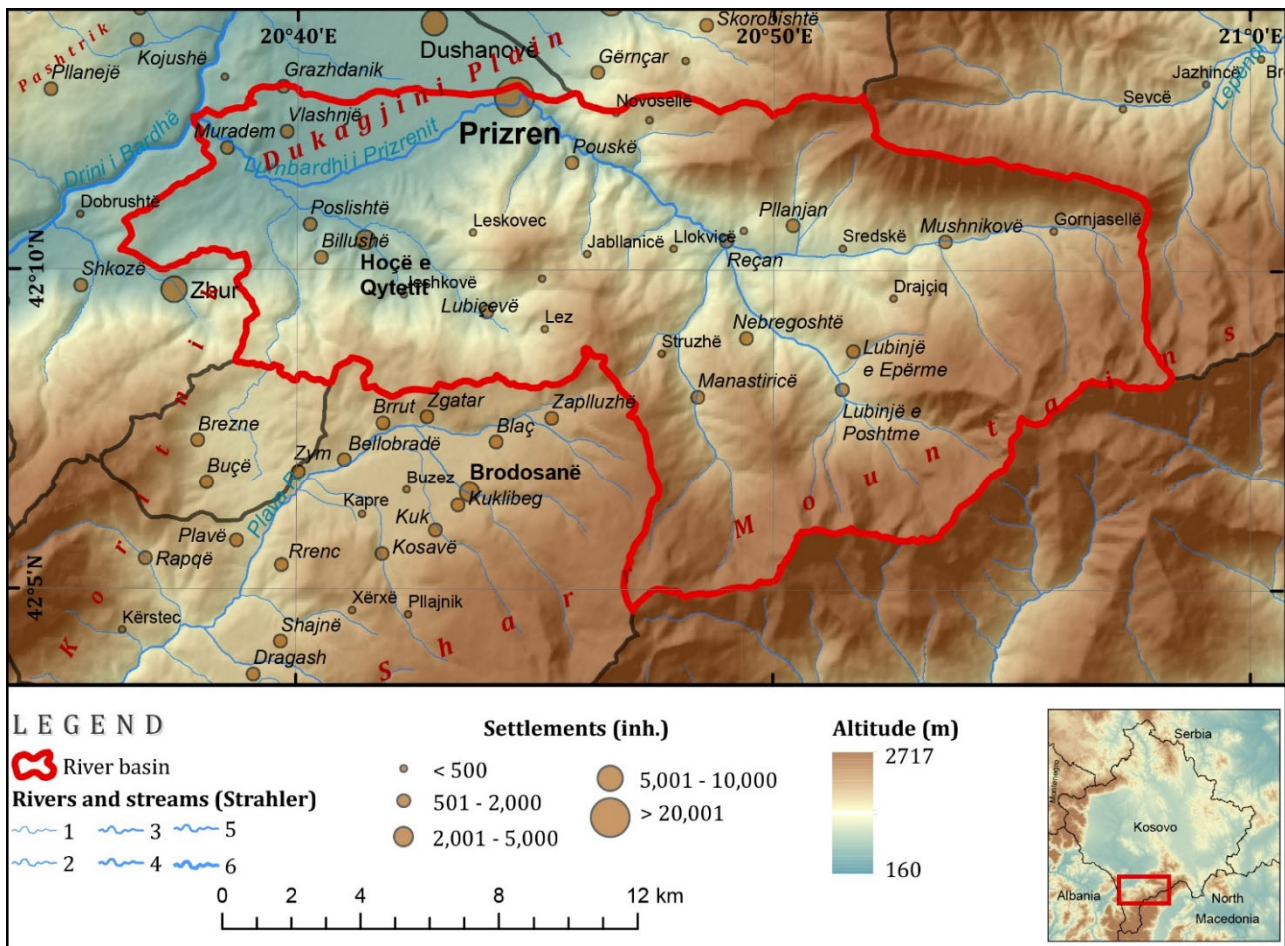 20°40'E
20°50'E
21°0'E
42°10'N
42°5'N
Pashtrik
Kojushë
Pllanejë
Dushanovë
Skorobishtë
Gërnçar
Grazhdanik
Novosellë
Jazhincë
Sevcë
Lepenci
Dukagjini Plain
Vlashnjë
Muradem
Prizren
Drini i Bardhë
Lumbardhi i Prizrenit
Pouskë
Dobrushtë
Poslishtë
Billushë
Leskovec
Jabllanicë
Llokvicë
Pllanjan
Sredskë
Mushnikovë
Gornjasellë
Reçan
Shkozë
Zhur
Hoçë e
Qytetit
Jeshkovë
Lubiçevë
Lez
Drajçiq
Nebregoshtë
Struzhë
Lubinjë
e Epërme
Manastiricë
Lubinjë e
Poshtme
Brezne
Buçë
Brrut
Zgatar
Zaplluzhë
Bellobradë
Blaç
Zym
Brodosanë
Buzez
Kuklibeg
Kapre
Kuk
Plavë
Rapqë
Rrenc
Kosavë
Xërxë
Pllajnik
Kërstec
Shajnë
Dragash
Koritnik
Shar Mountains
LEGEND
River basin
Rivers and streams (Strahler)
1 3 5
2 4 6
Settlements (inh.)
< 500
501 - 2,000
2,001 - 5,000
5,001 - 10,000
> 20,001
Altitude (m)
2717
160
0 2 4 6 8 12 km
Serbia
Montenegro
Kosovo
Albania
North
Macedonia